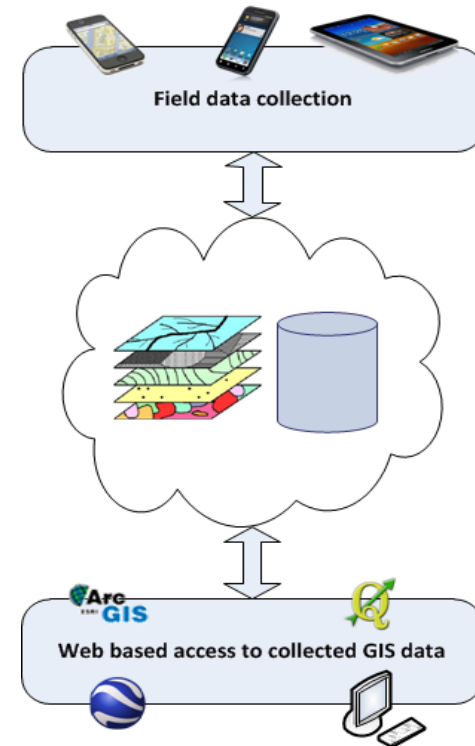 Field data collection
Arc
ESRI GIS
Web based access to collected GIS data